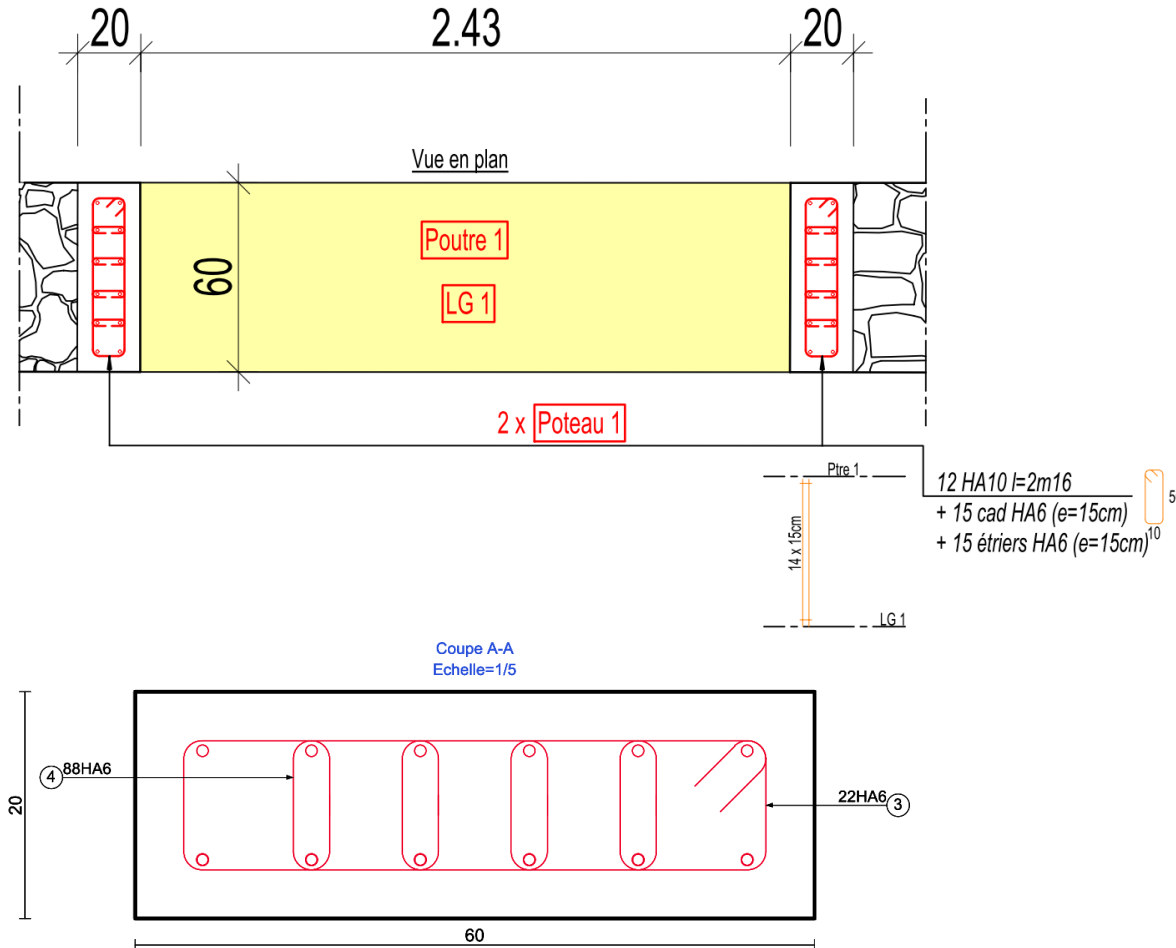 20
2.43
20
Vue en plan
60
Poutre 1
LG 1
2 x Poteau 1
Ptre 1
14 x 15cm
LG 1
12 HA10 l=2m16
+ 15 cad HA6 (e=15cm)
+ 15 étriers HA6 (e=15cm)
5
10
Coupe A-A
Echelle=1/5
4 88HA6
22HA6 3
20
60